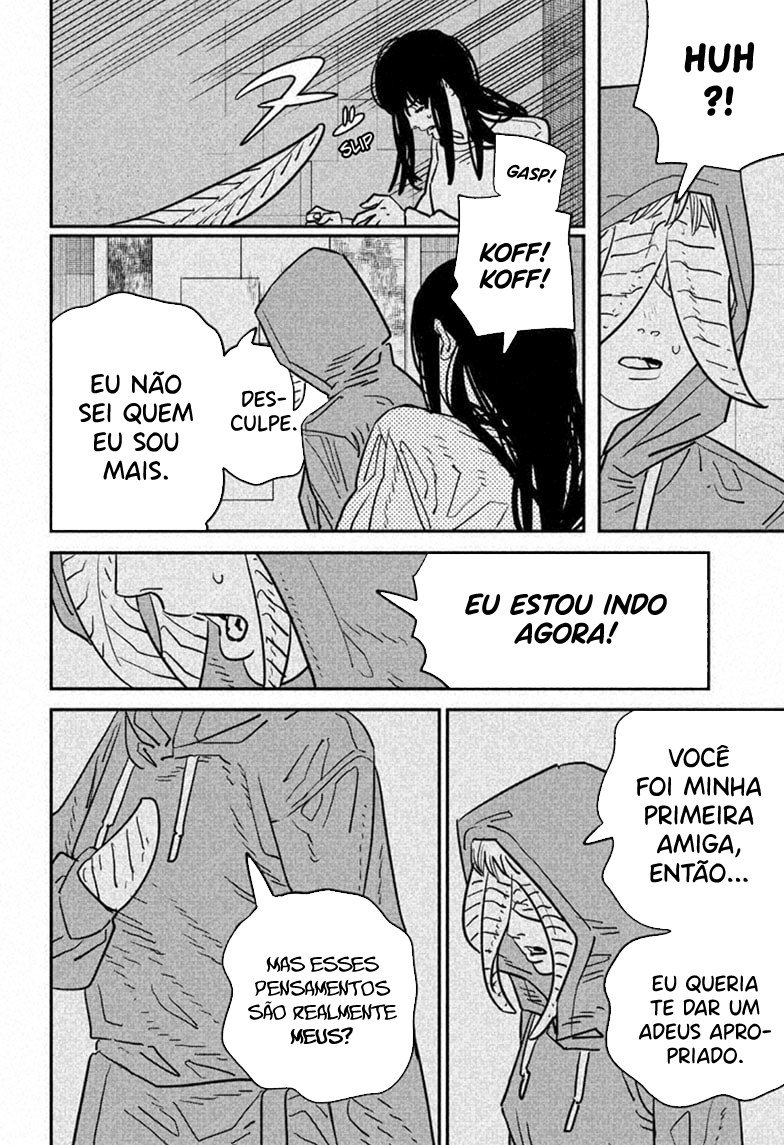 HUH
?!
SLIP
GASP!
KOFF!
KOFF!
DES-
CULPE.
EU NÃO
SEI QUEM
EU SOU
MAIS.
EU ESTOU INDO
AGORA!
VOCÊ
FOI MINHA
PRIMEIRA
AMIGA,
ENTÃO...
EU QUERIA
TE DAR UM
ADEUS APRO-
PRIADO.
MAS ESSES
PENSAMENTOS
SÃO REALMENTE
MEUS?